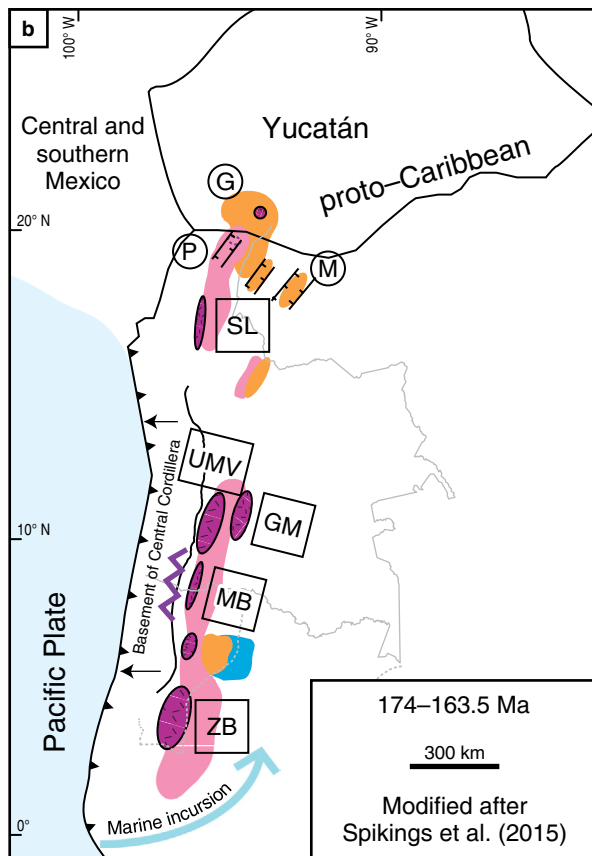 b
100° W
90° W
Central and
southern
Mexico
Yucatán
proto–Caribbean
G
20° N
P
M
SL
UMV
GM
Basement of Central Cordillera
10° N
MB
Pacific Plate
ZB
Marine incursion
0°
174–163.5 Ma
300 km
Modified after
Spikings et al. (2015)